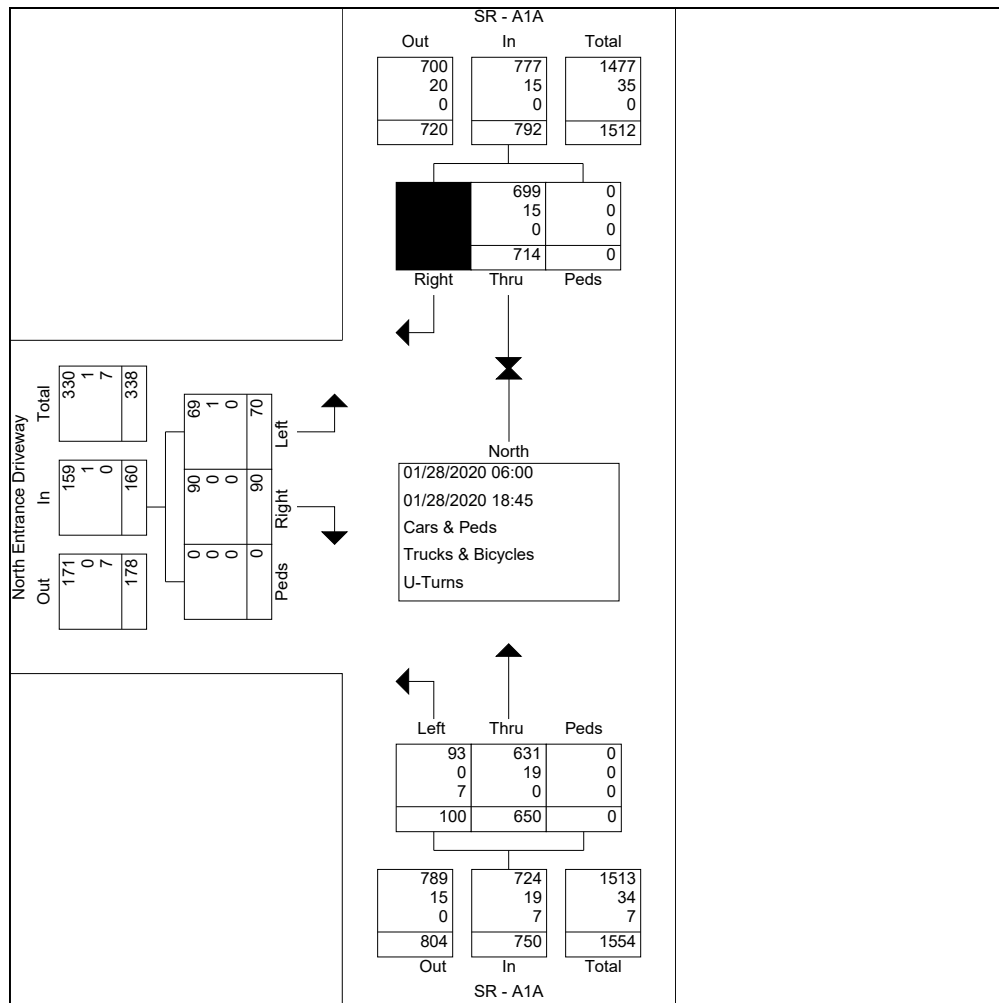 SR - A1A
Out In Total
700 777 1477
20 15 35
0 0 0
720 792 1512
699 0
15 0
0 0
714 0
Right Thru Peds
North Entrance Driveway
Total
330
1
7
338
In
159
1
0
160
Out
171
0
7
178
69
1
0
70
Left
90
0
0
90
Right
0
0
0
0
Peds
North
01/28/2020 06:00
01/28/2020 18:45
Cars & Peds
Trucks & Bicycles
U-Turns
Left Thru Peds
93 631 0
0 19 0
7 0 0
100 650 0
789 724 1513
15 19 34
0 7 7
804 750 1554
Out In Total
SR - A1A